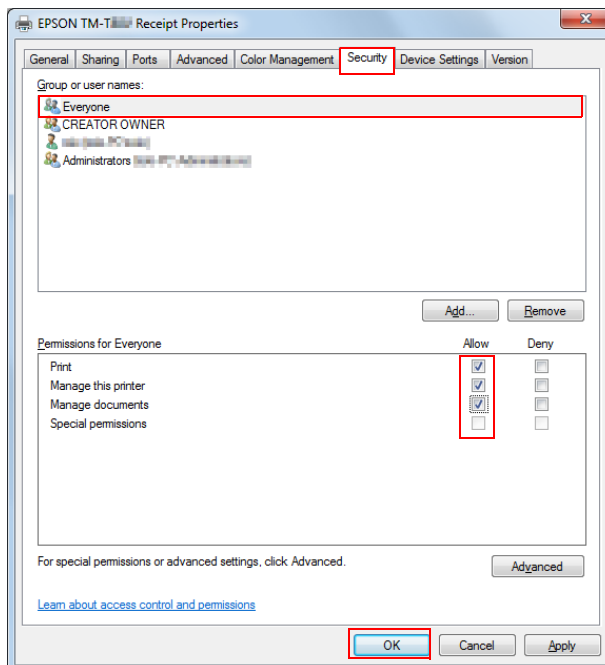 EPSON TM-T Receipt Properties
General Sharing Ports Advanced Color Management Security Device Settings Version
Group or user names:
Everyone
CREATOR OWNER
Administrators
Add... Remove
Permissions for Everyone Allow Deny
Print
Manage this printer
Manage documents
Special permissions
For special permissions or advanced settings, click Advanced.
Advanced
Learn about access control and permissions
OK Cancel Apply